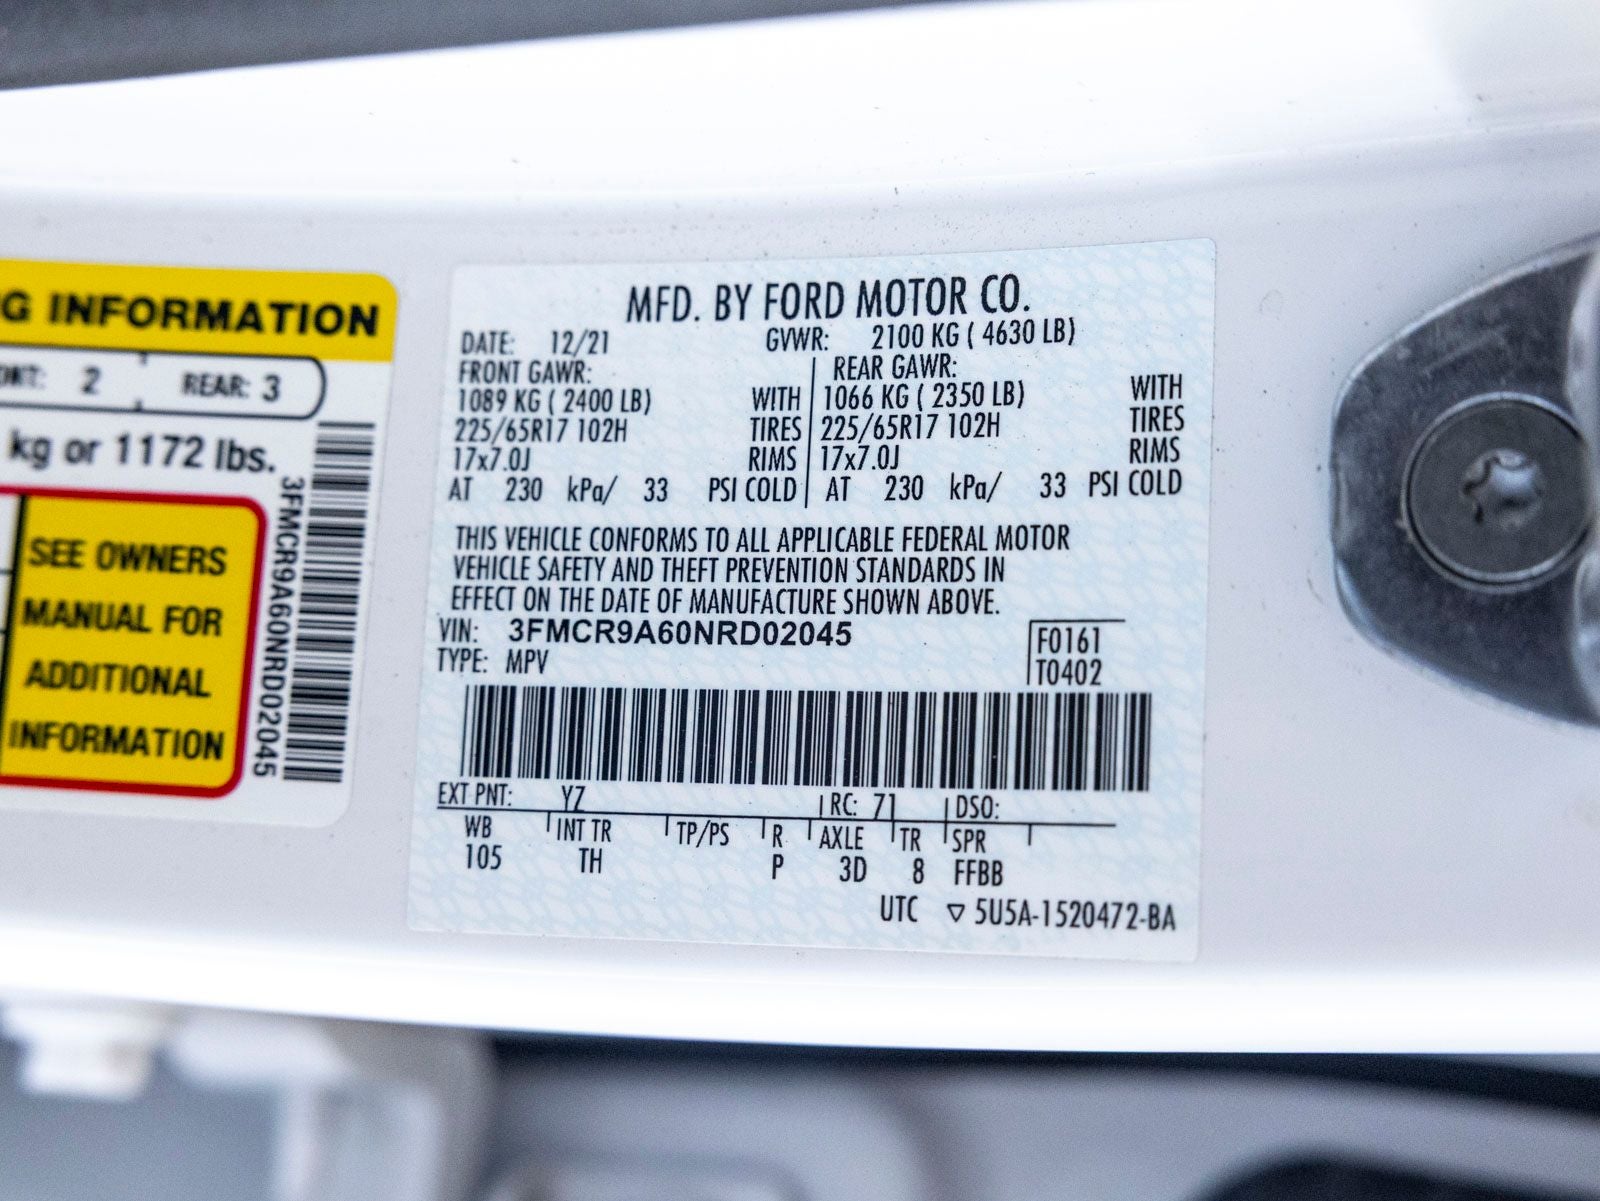 G INFORMATION
NT: 2 REAR: 3
kg or 1172 lbs.
3FMCR9A60NRD02045
SEE OWNERS
MANUAL FOR
ADDITIONAL
INFORMATION
MFD. BY FORD MOTOR CO.
DATE: 12/21 GVWR: 2100 KG ( 4630 LB)
FRONT GAWR: REAR GAWR:
1089 KG ( 2400 LB) WITH 1066 KG ( 2350 LB) WITH
225/65R17 102H TIRES 225/65R17 102H TIRES
17x7.0J RIMS 17x7.0J RIMS
AT 230 kPa/ 33 PSI COLD AT 230 kPa/ 33 PSI COLD
THIS VEHICLE CONFORMS TO ALL APPLICABLE FEDERAL MOTOR
VEHICLE SAFETY AND THEFT PREVENTION STANDARDS IN
EFFECT ON THE DATE OF MANUFACTURE SHOWN ABOVE.
VIN: 3FMCR9A60NRD02045 F0161
TYPE: MPV T0402
EXT PNT: YZ RC: 71 DSO:
WB INT TR TP/PS R AXLE TR SPR
105 TH P 3D 8 FFBB
UTC ▽ 5U5A-1520472-BA